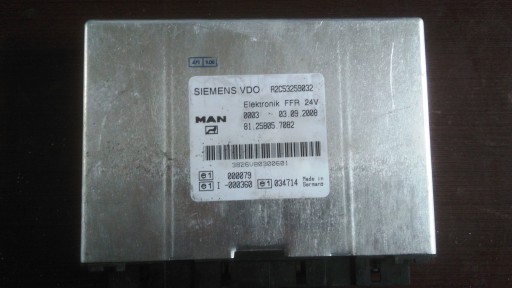 SIEMENS VDO A2C53259032
Elektronik FFR 24V
0003 - 03.09.2008
MAN
81.25805.7082
e1 000079
e1 I -000360 e1 034714 Made in Germany